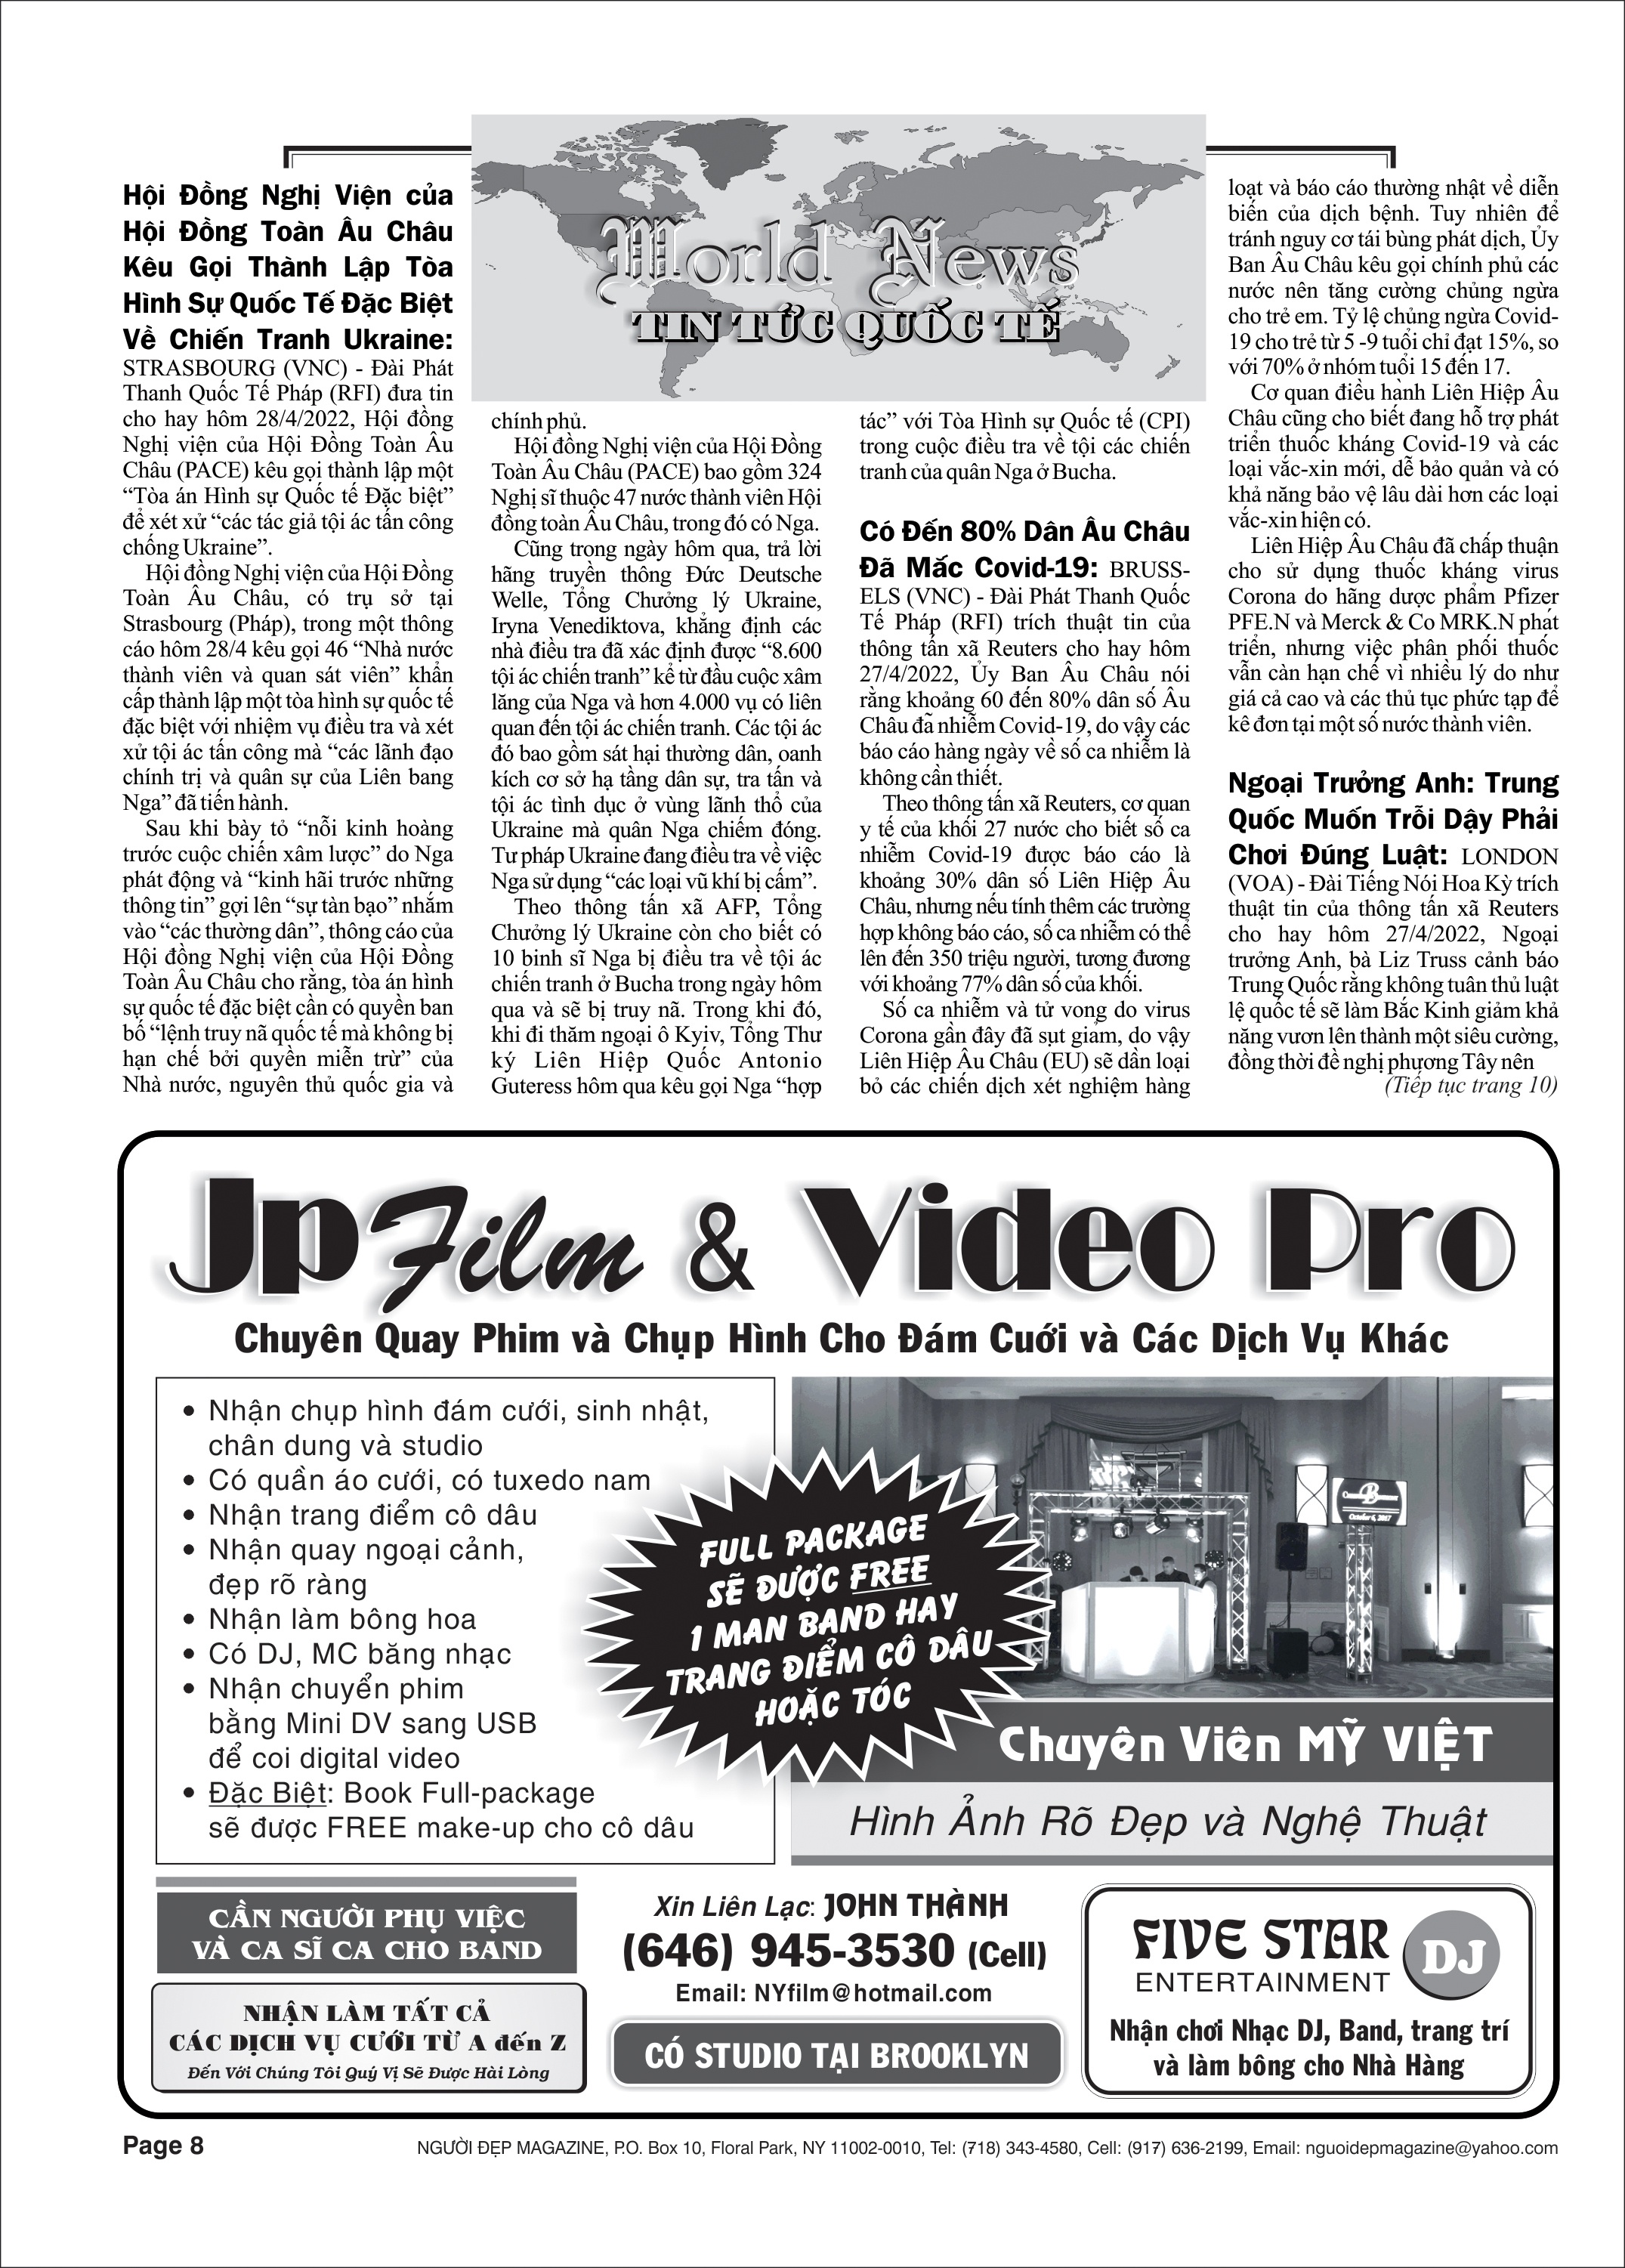 World News
TIN TỨC QUỐC TẾ
Hội Đồng Nghị Viện của
Hội Đồng Toàn Âu Châu
Kêu Gọi Thành Lập Tòa
Hình Sự Quốc Tế Đặc Biệt
Về Chiến Tranh Ukraine:
STRASBOURG (VNC) - Đài Phát
Thanh Quốc Tế Pháp (RFI) đưa tin
cho hay hôm 28/4/2022, Hội đồng
Nghị viện của Hội Đồng Toàn Âu
Châu (PACE) kêu gọi thành lập một
“Tòa án Hình sự Quốc tế Đặc biệt”
để xét xử “các tác giả tội ác tấn công
chống Ukraine”.
Hội đồng Nghị viện của Hội Đồng
Toàn Âu Châu, có trụ sở tại
Strasbourg (Pháp), trong một thông
cáo hôm 28/4 kêu gọi 46 “Nhà nước
thành viên và quan sát viên” khẩn
cấp thành lập một tòa hình sự quốc tế
đặc biệt với nhiệm vụ điều tra và xét
xử tội ác tấn công mà “các lãnh đạo
chính trị và quân sự của Liên bang
Nga” đã tiến hành.
Sau khi bày tỏ “nỗi kinh hoàng
trước cuộc chiến xâm lược” do Nga
phát động và “kinh hãi trước những
thông tin” gợi lên “sự tàn bạo” nhắm
vào “các thường dân”, thông cáo của
Hội đồng Nghị viện của Hội Đồng
Toàn Âu Châu cho rằng, tòa án hình
sự quốc tế đặc biệt cần có quyền ban
bố “lệnh truy nã quốc tế mà không bị
hạn chế bởi quyền miễn trừ” của
Nhà nước, nguyên thủ quốc gia và
chính phủ.
Hội đồng Nghị viện của Hội Đồng
Toàn Âu Châu (PACE) bao gồm 324
Nghị sĩ thuộc 47 nước thành viên Hội
đồng toàn Âu Châu, trong đó có Nga.
Cũng trong ngày hôm qua, trả lời
hãng truyền thông Đức Deutsche
Welle, Tổng Chưởng lý Ukraine,
Iryna Venediktova, khẳng định các
nhà điều tra đã xác định được “8.600
tội ác chiến tranh” kể từ đầu cuộc xâm
lăng của Nga và hơn 4.000 vụ có liên
quan đến tội ác chiến tranh. Các tội ác
đó bao gồm sát hại thường dân, oanh
kích cơ sở hạ tầng dân sự, tra tấn và
tội ác tình dục ở vùng lãnh thổ của
Ukraine mà quân Nga chiếm đóng.
Tư pháp Ukraine đang điều tra về việc
Nga sử dụng “các loại vũ khí bị cấm”.
Theo thông tấn xã AFP, Tổng
Chưởng lý Ukraine còn cho biết có
10 binh sĩ Nga bị điều tra về tội ác
chiến tranh ở Bucha trong ngày hôm
qua và sẽ bị truy nã. Trong khi đó,
khi đi thăm ngoại ô Kyiv, Tổng Thư
ký Liên Hiệp Quốc Antonio
Guteress hôm qua kêu gọi Nga “hợp
tác” với Tòa Hình sự Quốc tế (CPI)
trong cuộc điều tra về tội các chiến
tranh của quân Nga ở Bucha.
Có Đến 80% Dân Âu Châu
Đã Mắc Covid-19: BRUSS-
ELS (VNC) - Đài Phát Thanh Quốc
Tế Pháp (RFI) trích thuật tin của
thông tấn xã Reuters cho hay hôm
27/4/2022, Ủy Ban Âu Châu nói
rằng khoảng 60 đến 80% dân số Âu
Châu đã nhiễm Covid-19, do vậy các
báo cáo hàng ngày về số ca nhiễm là
không cần thiết.
Theo thông tấn xã Reuters, cơ quan
y tế của khối 27 nước cho biết số ca
nhiễm Covid-19 được báo cáo là
khoảng 30% dân số Liên Hiệp Âu
Châu, nhưng nếu tính thêm các trường
hợp không báo cáo, số ca nhiễm có thể
lên đến 350 triệu người, tương đương
với khoảng 77% dân số của khối.
Số ca nhiễm và tử vong do virus
Corona gần đây đã sụt giảm, do vậy
Liên Hiệp Âu Châu (EU) sẽ dần loại
bỏ các chiến dịch xét nghiệm hàng
loạt và báo cáo thường nhật về diễn
biến của dịch bệnh. Tuy nhiên để
tránh nguy cơ tái bùng phát dịch, Ủy
Ban Âu Châu kêu gọi chính phủ các
nước nên tăng cường chủng ngừa
cho trẻ em. Tỷ lệ chủng ngừa Covid-
19 cho trẻ từ 5 -9 tuổi chỉ đạt 15%, so
với 70% ở nhóm tuổi 15 đến 17.
Cơ quan điều hành Liên Hiệp Âu
Châu cũng cho biết đang hỗ trợ phát
triển thuốc kháng Covid-19 và các
loại vắc-xin mới, dễ bảo quản và có
khả năng bảo vệ lâu dài hơn các loại
vắc-xin hiện có.
Liên Hiệp Âu Châu đã chấp thuận
cho sử dụng thuốc kháng virus
Corona do hãng dược phẩm Pfizer
PFE.N và Merck & Co MRK.N phát
triển, nhưng việc phân phối thuốc
vẫn càn hạn chế vì nhiều lý do như
giá cả cao và các thủ tục phức tạp để
kê đơn tại một số nước thành viên.
Ngoại Trưởng Anh: Trung
Quốc Muốn Trỗi Dậy Phải
Chơi Đúng Luật: LONDON
(VOA) - Đài Tiếng Nói Hoa Kỳ trích
thuật tin của thông tấn xã Reuters
cho hay hôm 27/4/2022, Ngoại
trưởng Anh, bà Liz Truss cảnh báo
Trung Quốc rằng không tuân thủ luật
lệ quốc tế sẽ làm Bắc Kinh giảm khả
năng vươn lên thành một siêu cường,
đồng thời đề nghị phương Tây nên
(Tiếp tục trang 10)
Jp Film & Video Pro
Chuyên Quay Phim và Chụp Hình Cho Đám Cưới và Các Dịch Vụ Khác
• Nhận chụp hình đám cưới, sinh nhật,
chân dung và studio
• Có quần áo cưới, có tuxedo nam
• Nhận trang điểm cô dâu
• Nhận quay ngoại cảnh,
đẹp rõ ràng
• Nhận làm bông hoa
• Có DJ, MC băng nhạc
• Nhận chuyển phim
bằng Mini DV sang USB
để coi digital video
• Đặc Biệt: Book Full-package
sẽ được FREE make-up cho cô dâu
FULL PACKAGE
SẼ ĐƯỢC FREE
1 MAN BAND HAY
TRANG ĐIỂM CÔ DÂU
HOẶC TÓC
B
October 6, 2017
Chuyên Viên MỸ VIỆT
Hình Ảnh Rõ Đẹp và Nghệ Thuật
CẦN NGƯỜI PHỤ VIỆC
VÀ CA SĨ CA CHO BAND
NHẬN LÀM TẤT CẢ
CÁC DỊCH VỤ CƯỚI TỪ A đến Z
Đến Với Chúng Tôi Quý Vị Sẽ Được Hài Lòng
Xin Liên Lạc: JOHN THÀNH
(646) 945-3530 (Cell)
Email: NYfilm@hotmail.com
CÓ STUDIO TẠI BROOKLYN
FIVE STAR
ENTERTAINMENT
DJ
Nhận chơi Nhạc DJ, Band, trang trí
và làm bông cho Nhà Hàng
Page 8
NGƯỜI ĐẸP MAGAZINE, P.O. Box 10, Floral Park, NY 11002-0010, Tel: (718) 343-4580, Cell: (917) 636-2199, Email: nguoidepmagazine@yahoo.com